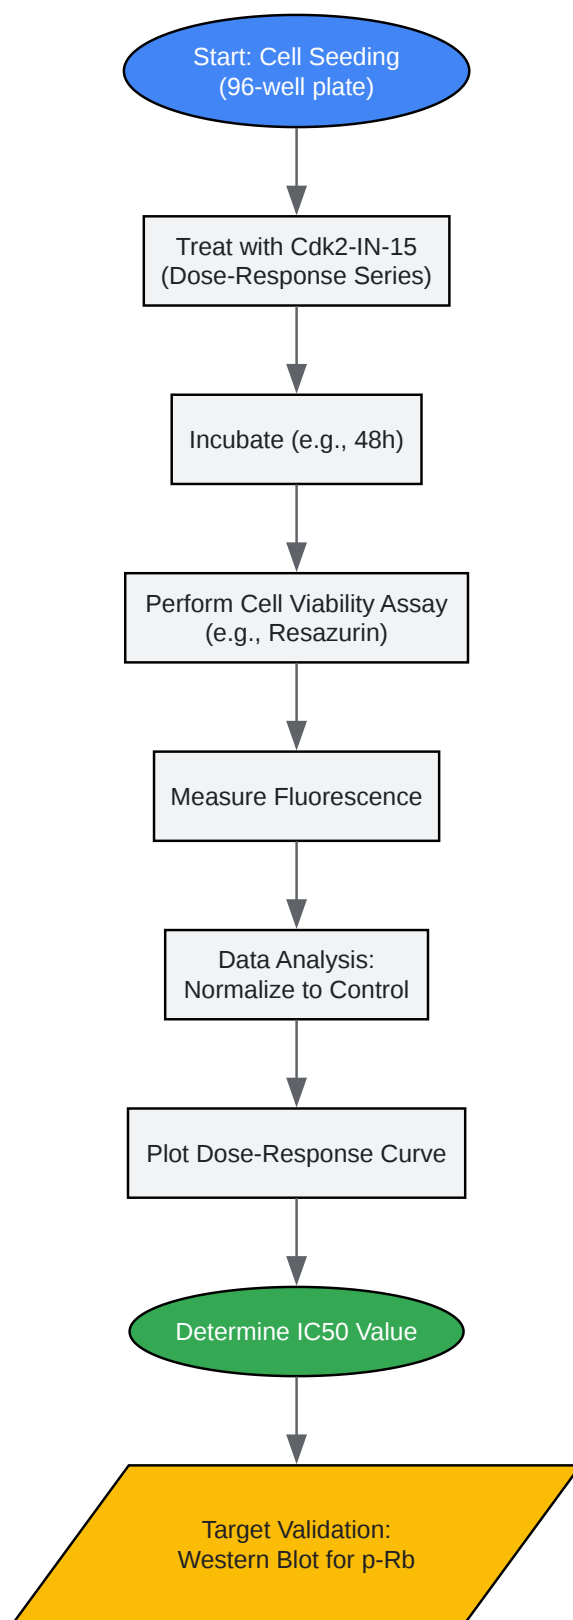 Start: Cell Seeding
(96-well plate)
Treat with Cdk2-IN-15
(Dose-Response Series)
Incubate (e.g., 48h)
Perform Cell Viability Assay
(e.g., Resazurin)
Measure Fluorescence
Data Analysis:
Normalize to Control
Plot Dose-Response Curve
Determine IC50 Value
Target Validation:
Western Blot for p-Rb